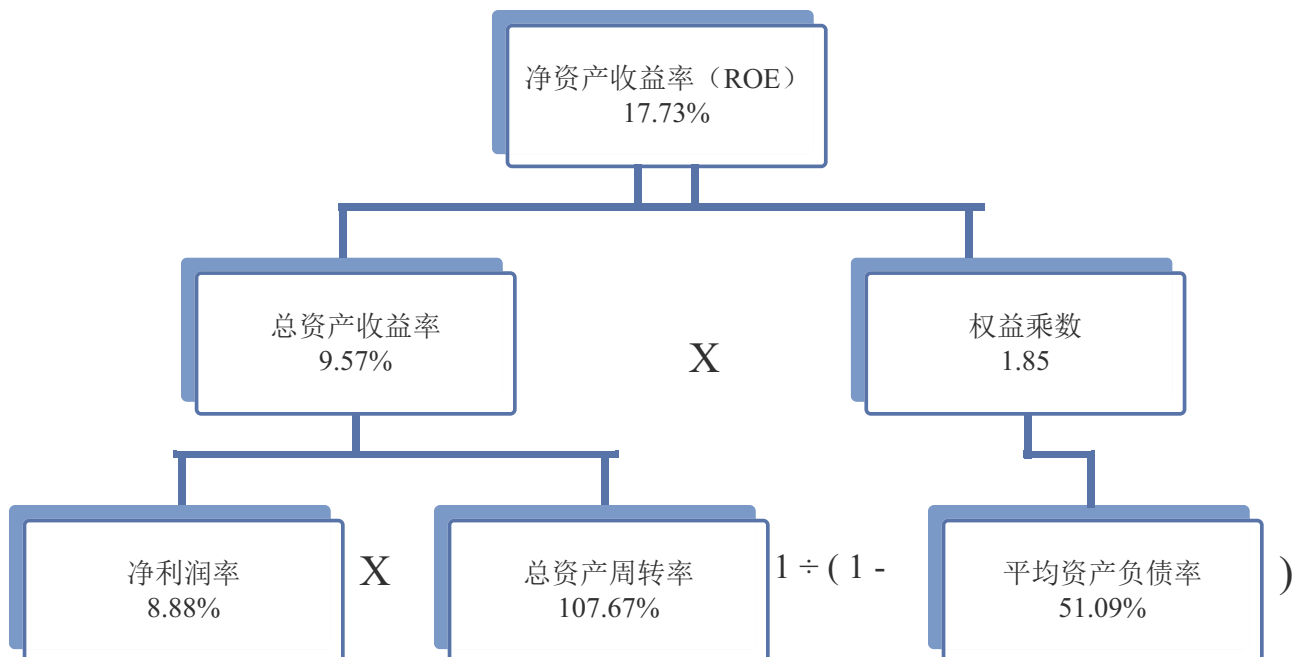 净资产收益率（ROE）
17.73%
总资产收益率
9.57%
X
权益乘数
1.85
净利润率
8.88%
X
总资产周转率
107.67%
1 ÷ ( 1 -
平均资产负债率
51.09%
)